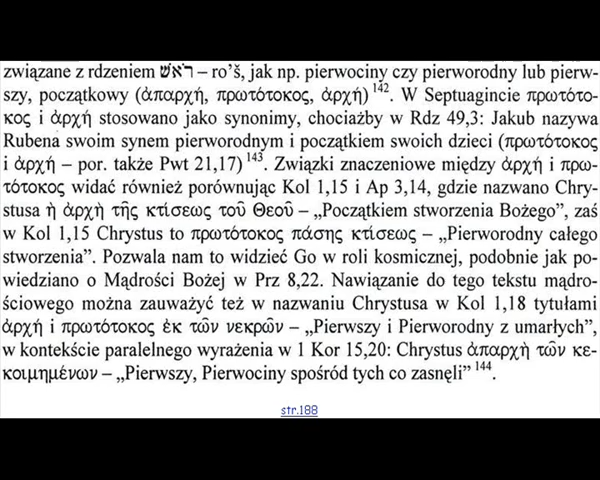 związane z rdzeniem רֹאשׁ – ro’š, jak np. pierwociny czy pierworodny lub pierw-
szy, początkowy (ἀπαρχή, πρωτότοκος, ἀρχή) 142. W Septuagincie πρωτότο-
κος i ἀρχή stosowano jako synonimy, chociażby w Rdz 49,3: Jakub nazywa
Rubena swoim synem pierworodnym i początkiem swoich dzieci (πρωτότοκος
i ἀρχή – por. także Pwt 21,17) 143. Związki znaczeniowe między ἀρχή i πρω-
τότοκος widać również porównując Kol 1,15 i Ap 3,14, gdzie nazwano Chry-
stusa ἡ ἀρχὴ τῆς κτίσεως τοῦ Θεοῦ – „Początkiem stworzenia Bożego”, zaś
w Kol 1,15 Chrystus to πρωτότοκος πάσης κτίσεως – „Pierworodny całego
stworzenia”. Pozwala nam to widzieć Go w roli kosmicznej, podobnie jak po-
wiedziano o Mądrości Bożej w Prz 8,22. Nawiązanie do tego tekstu mądro-
ściowego można zauważyć też w nazwaniu Chrystusa w Kol 1,18 tytułami
ἀρχή i πρωτότοκος ἐκ τῶν νεκρῶν – „Pierwszy i Pierworodny z umarłych”,
w kontekście paralelnego wyrażenia w 1 Kor 15,20: Chrystus ἀπαρχὴ τῶν κε-
κοιμημένων – „Pierwszy, Pierwociny spośród tych co zasnęli” 144.
str.188